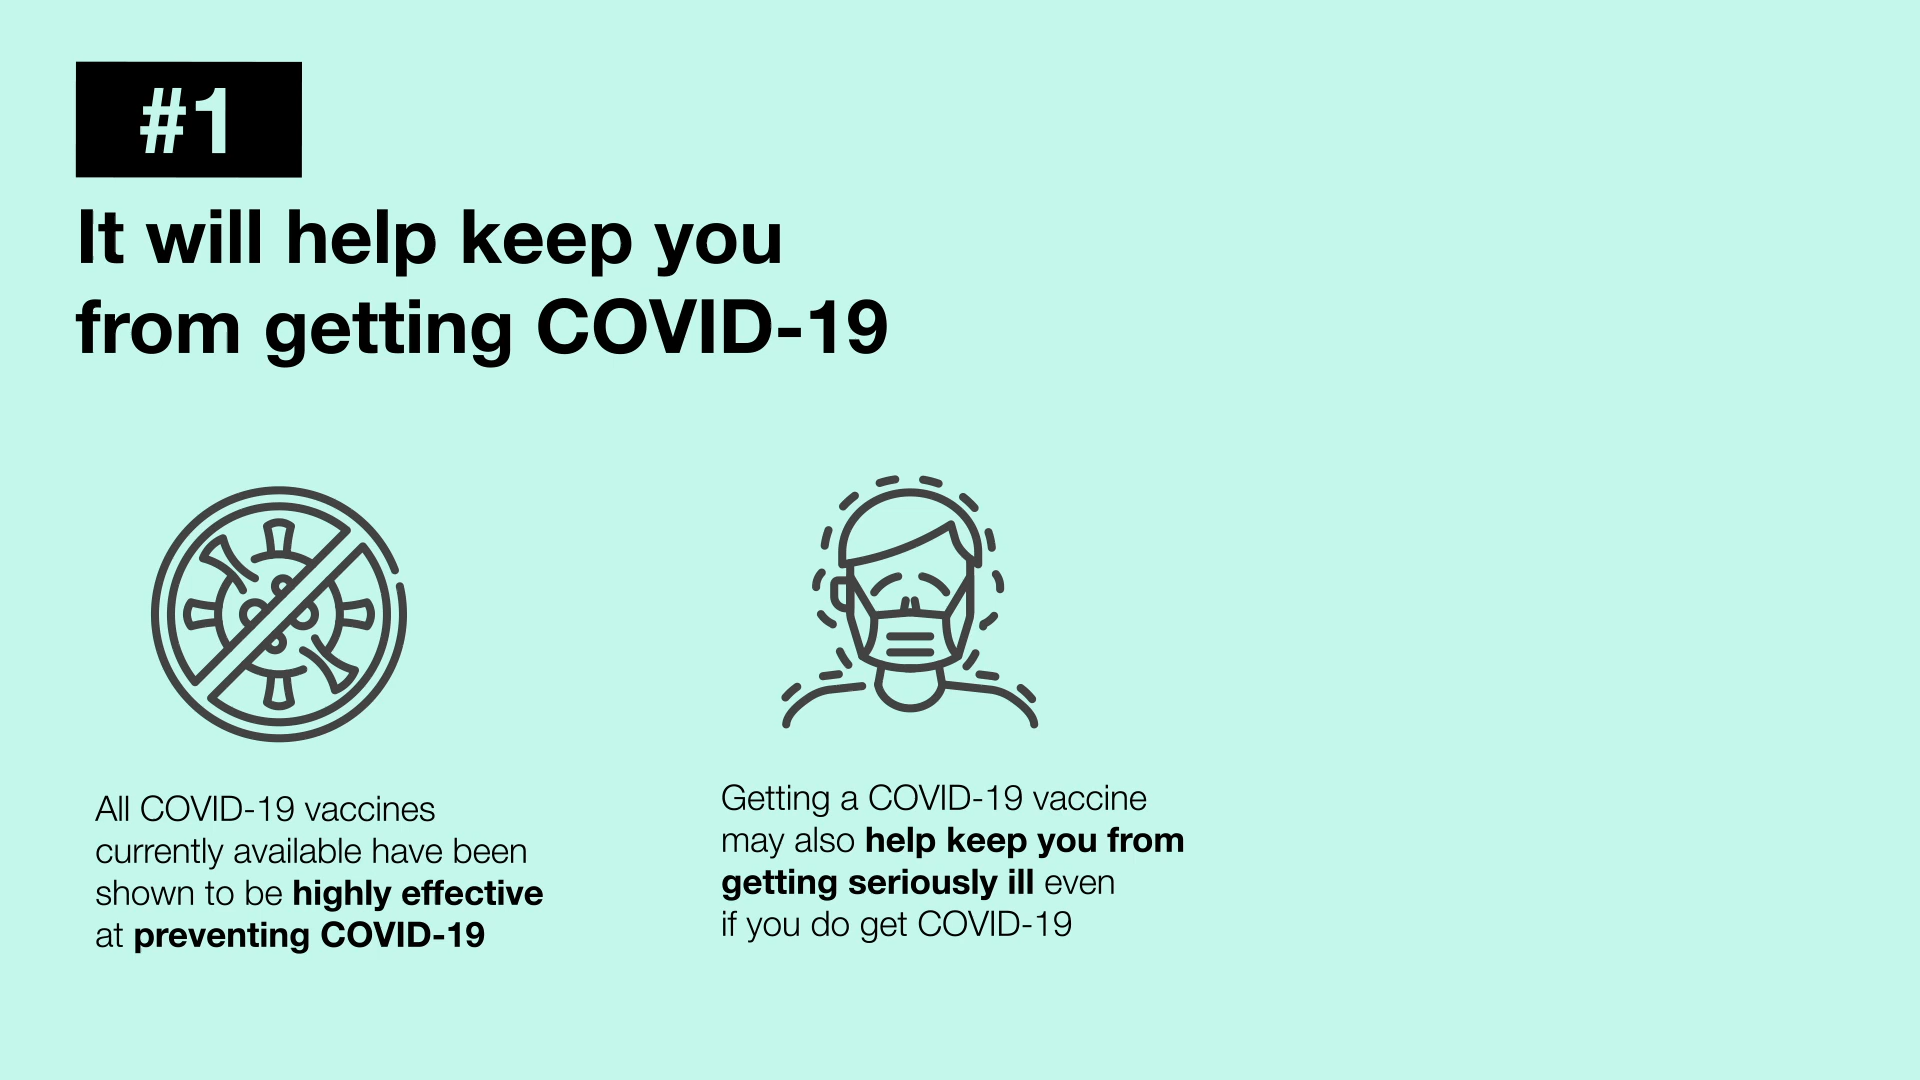 #1
It will help keep you
from getting COVID-19
All COVID-19 vaccines
currently available have been
shown to be highly effective
at preventing COVID-19
Getting a COVID-19 vaccine
may also help keep you from
getting seriously ill even
if you do get COVID-19